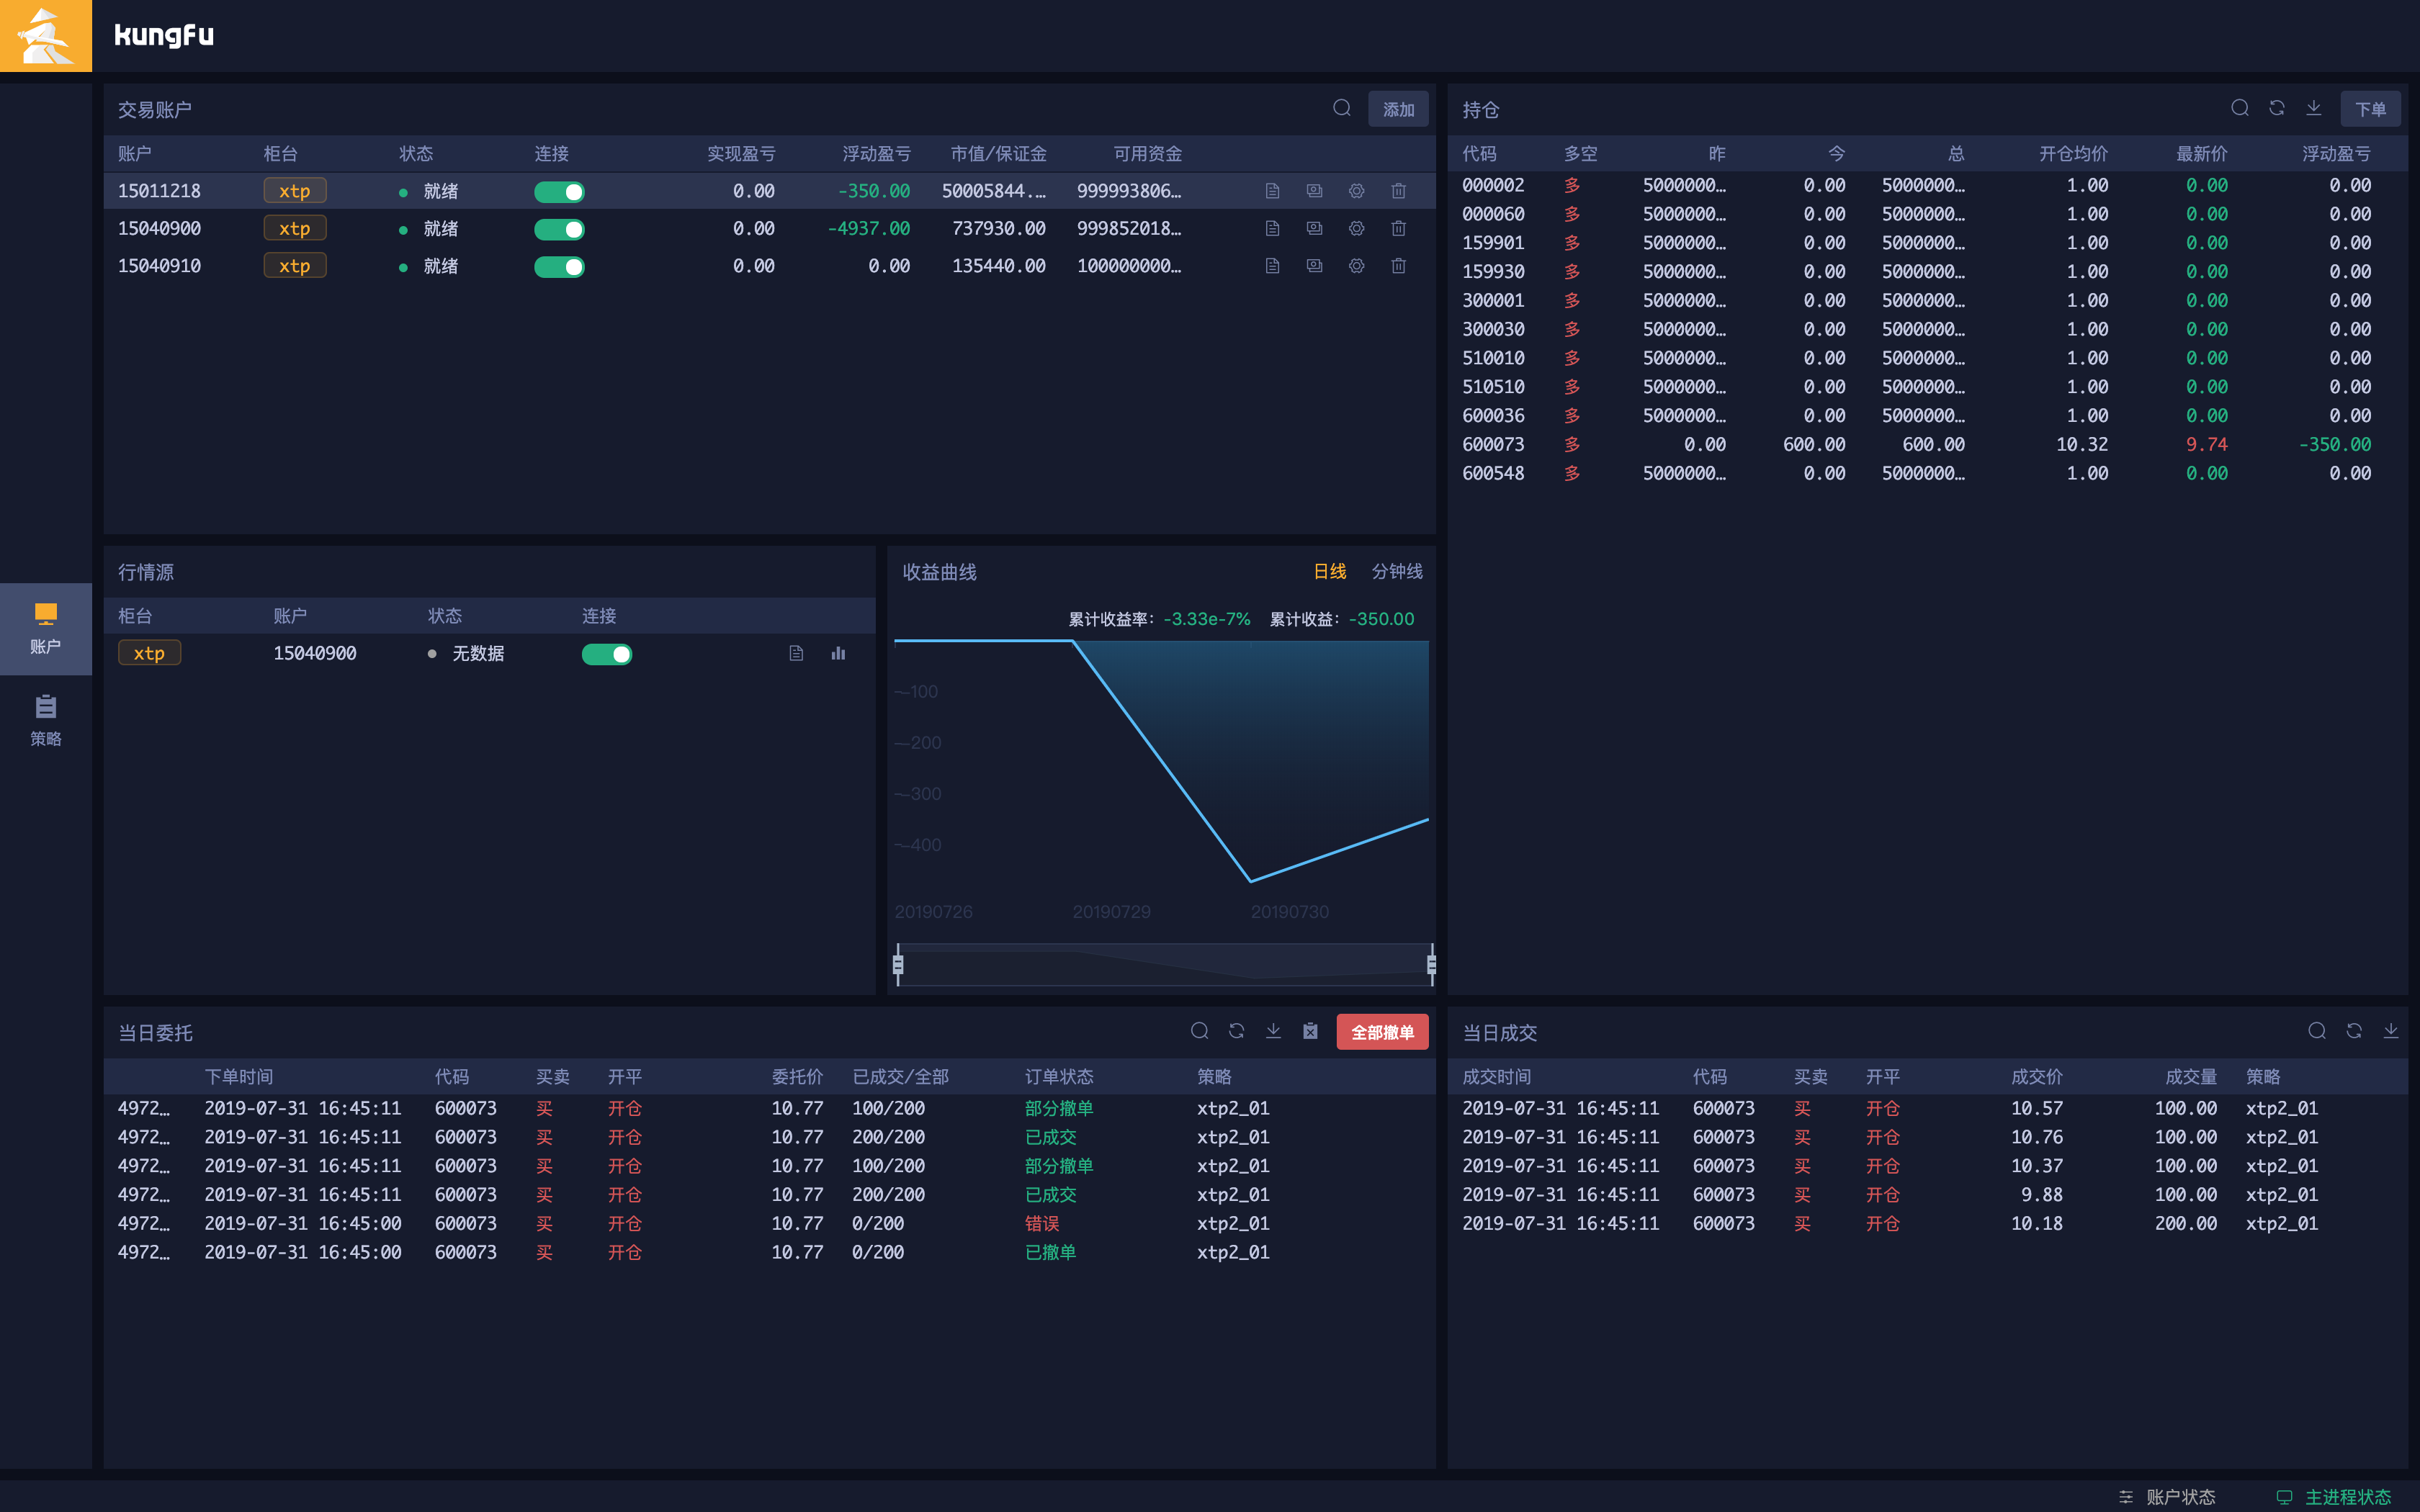 kungfu
交易账户 添加
账户 柜台 状态 连接 实现盈亏 浮动盈亏 市值/保证金 可用资金
15011218 xtp 就绪 0.00 -350.00 50005844.… 999993806…
15040900 xtp 就绪 0.00 -4937.00 737930.00 999852018…
15040910 xtp 就绪 0.00 0.00 135440.00 100000000…
持仓 下单
代码 多空 昨 今 总 开仓均价 最新价 浮动盈亏
000002 多 5000000… 0.00 5000000… 1.00 0.00 0.00
000060 多 5000000… 0.00 5000000… 1.00 0.00 0.00
159901 多 5000000… 0.00 5000000… 1.00 0.00 0.00
159930 多 5000000… 0.00 5000000… 1.00 0.00 0.00
300001 多 5000000… 0.00 5000000… 1.00 0.00 0.00
300030 多 5000000… 0.00 5000000… 1.00 0.00 0.00
510010 多 5000000… 0.00 5000000… 1.00 0.00 0.00
510510 多 5000000… 0.00 5000000… 1.00 0.00 0.00
600036 多 5000000… 0.00 5000000… 1.00 0.00 0.00
600073 多 0.00 600.00 600.00 10.32 9.74 -350.00
600548 多 5000000… 0.00 5000000… 1.00 0.00 0.00
账户
策略
行情源
柜台 账户 状态 连接
xtp 15040900 无数据
收益曲线 日线 分钟线
累计收益率: -3.33e-7% 累计收益: -350.00
-100
-200
-300
-400
20190726 20190729 20190730
当日委托 全部撤单
下单时间 代码 买卖 开平 委托价 已成交/全部 订单状态 策略
4972… 2019-07-31 16:45:11 600073 买 开仓 10.77 100/200 部分撤单 xtp2_01
4972… 2019-07-31 16:45:11 600073 买 开仓 10.77 200/200 已成交 xtp2_01
4972… 2019-07-31 16:45:11 600073 买 开仓 10.77 100/200 部分撤单 xtp2_01
4972… 2019-07-31 16:45:11 600073 买 开仓 10.77 200/200 已成交 xtp2_01
4972… 2019-07-31 16:45:00 600073 买 开仓 10.77 0/200 错误 xtp2_01
4972… 2019-07-31 16:45:00 600073 买 开仓 10.77 0/200 已撤单 xtp2_01
当日成交
成交时间 代码 买卖 开平 成交价 成交量 策略
2019-07-31 16:45:11 600073 买 开仓 10.57 100.00 xtp2_01
2019-07-31 16:45:11 600073 买 开仓 10.76 100.00 xtp2_01
2019-07-31 16:45:11 600073 买 开仓 10.37 100.00 xtp2_01
2019-07-31 16:45:11 600073 买 开仓 9.88 100.00 xtp2_01
2019-07-31 16:45:11 600073 买 开仓 10.18 200.00 xtp2_01
账户状态 主进程状态